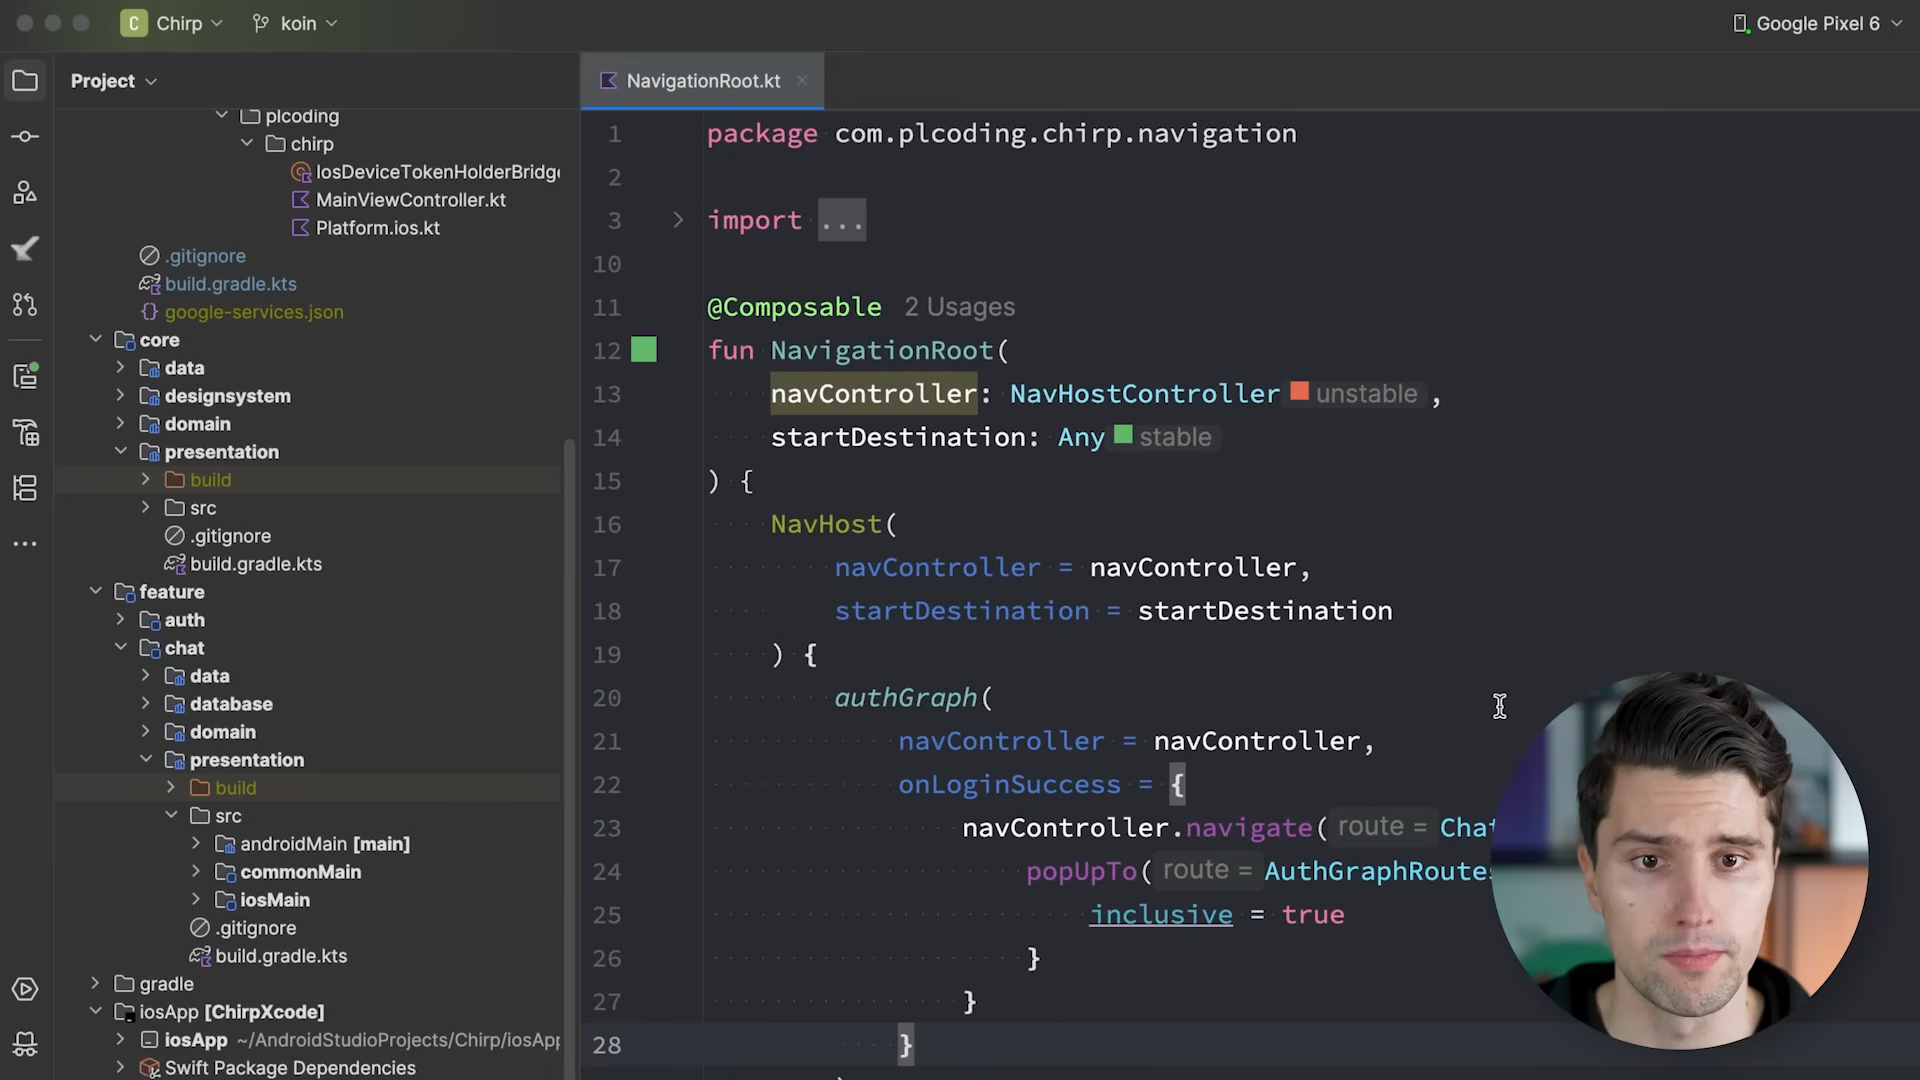 C Chirp
koin
Google Pixel 6
Project
NavigationRoot.kt
plcoding
chirp
IosDeviceTokenHolderBridge
MainViewController.kt
Platform.ios.kt
.gitignore
build.gradle.kts
google-services.json
core
data
designsystem
domain
presentation
build
src
.gitignore
build.gradle.kts
feature
auth
chat
data
database
domain
presentation
build
src
androidMain [main]
commonMain
iosMain
.gitignore
build.gradle.kts
gradle
iosApp [ChirpXcode]
iosApp ~/AndroidStudioProjects/Chirp/iosApp
Swift Package Dependencies
1 package com.plcoding.chirp.navigation
2
3 import ...
10
11 @Composable 2 Usages
12 fun NavigationRoot(
13 navController: NavHostController unstable ,
14 startDestination: Any stable
15 ) {
16 NavHost(
17 navController = navController,
18 startDestination = startDestination
19 ) {
20 authGraph(
21 navController = navController,
22 onLoginSuccess = {
23 navController.navigate( route = Chat
24 popUpTo( route = AuthGraphRoutes
25 inclusive = true
26 }
27 }
28 }